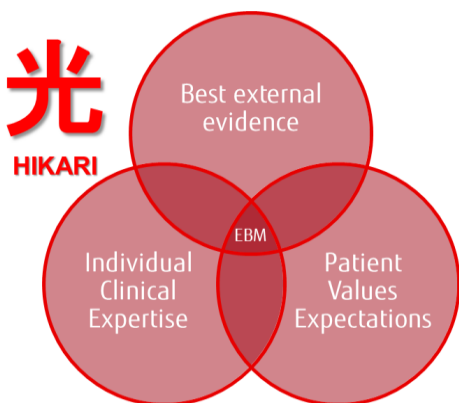 光
HIKARI
Best external
evidence
EBM
Individual
Clinical
Expertise
Patient
Values
Expectations